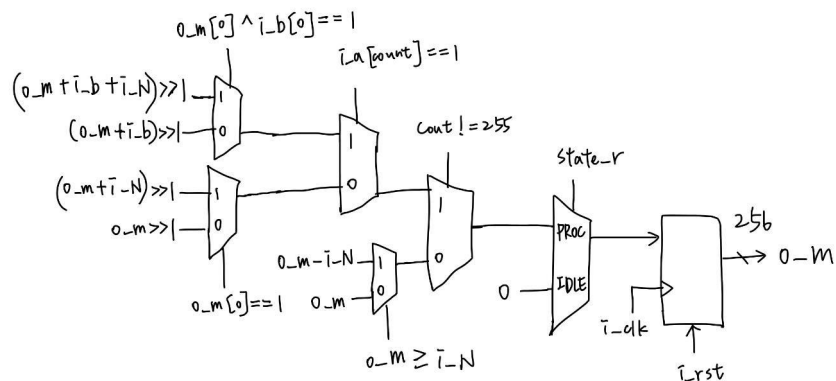 o_m[0] ^ i_b[0] == 1
i_a[count] == 1
(o_m + i_b + i_N) >> 1
1
(o_m + i_b) >> 1
0
cout != 255
state_r
(o_m + i_N) >> 1
1
0
1
o_m >> 1
0
PROC
256
o_m
o_m - i_N
1
0
o_m
0
0
IDLE
o_m[0] == 1
i_clk
o_m ≥ i_N
i_rst
1